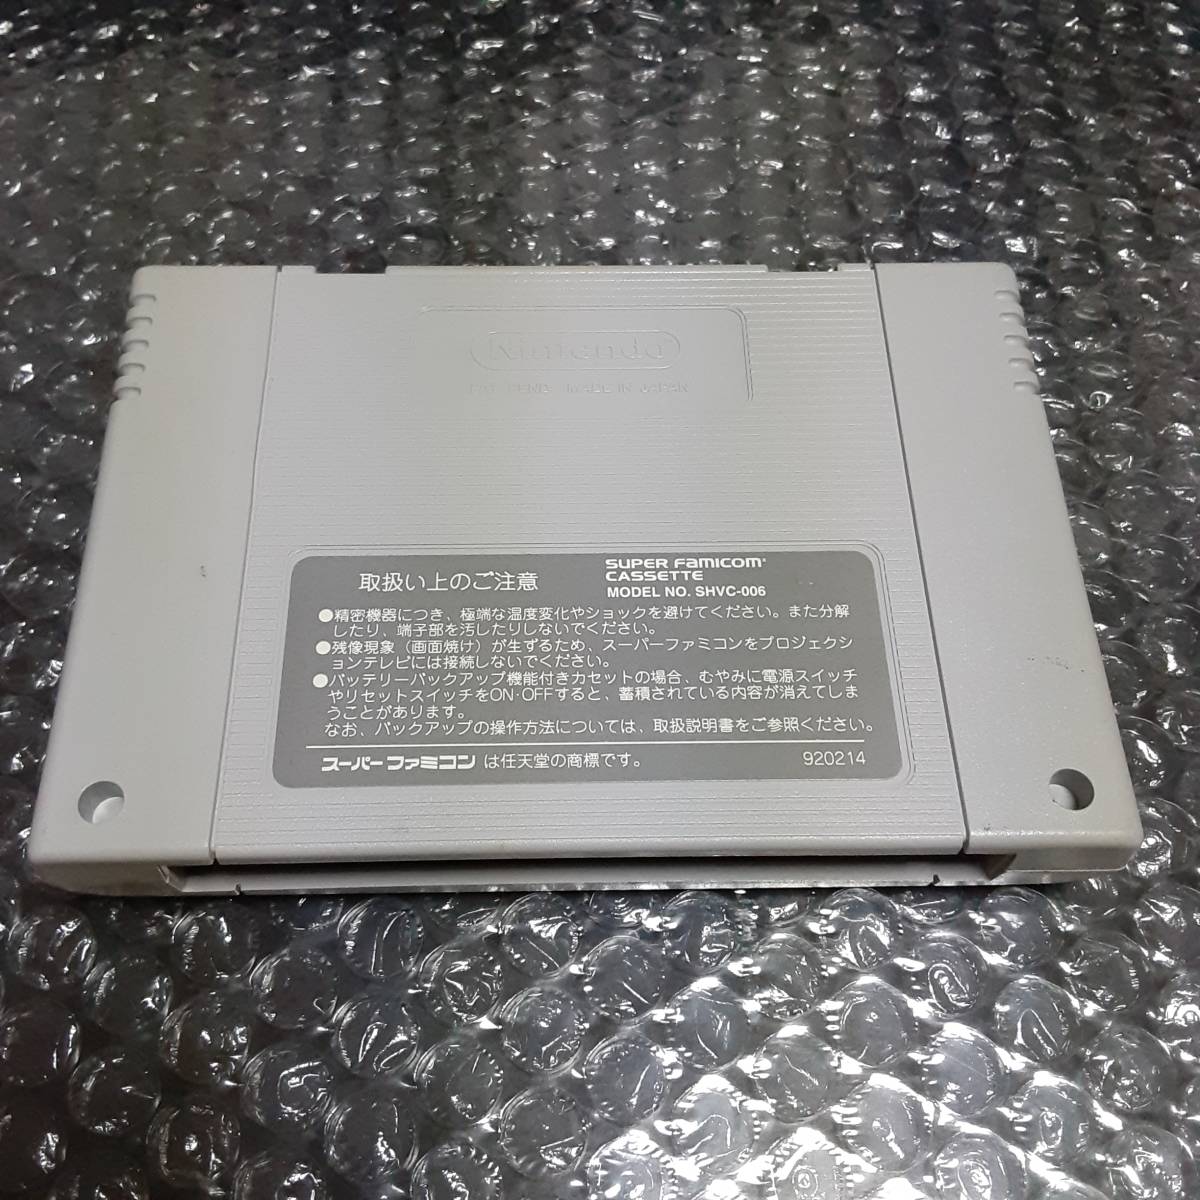 Nintendo
PAT. PEND. MADE IN JAPAN
取扱い上のご注意
SUPER FAMICOM
CASSETTE
MODEL NO. SHVC-006
●精密機器につき、極端な温度変化やショックを避けてください。また分解
したり、端子部を汚したりしないでください。
●残像現象（画面焼け）が生ずるため、スーパーファミコンをプロジェクシ
ョンテレビには接続しないでください。
●バッテリーバックアップ機能付きカセットの場合、むやみに電源スイッチ
やリセットスイッチをON・OFFすると、蓄積されている内容が消えてしま
うことがあります。
なお、バックアップの操作方法については、取扱説明書をご参照ください。
スーパーファミコン は任天堂の商標です。
920214